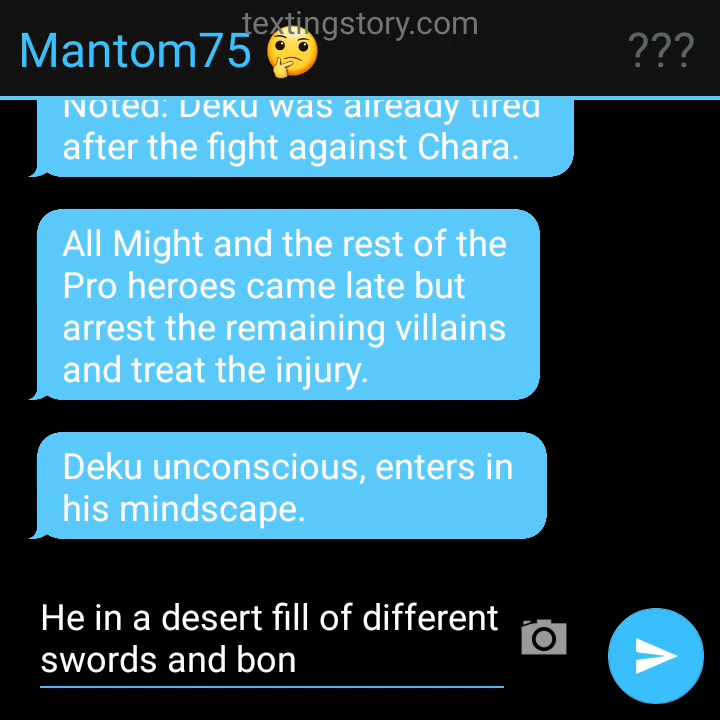 textingstory.com
Mantom75 🤔
???
Noted: Deku was already tired
after the fight against Chara.
All Might and the rest of the
Pro heroes came late but
arrest the remaining villains
and treat the injury.
Deku unconscious, enters in
his mindscape.
He in a desert fill of different
swords and bon